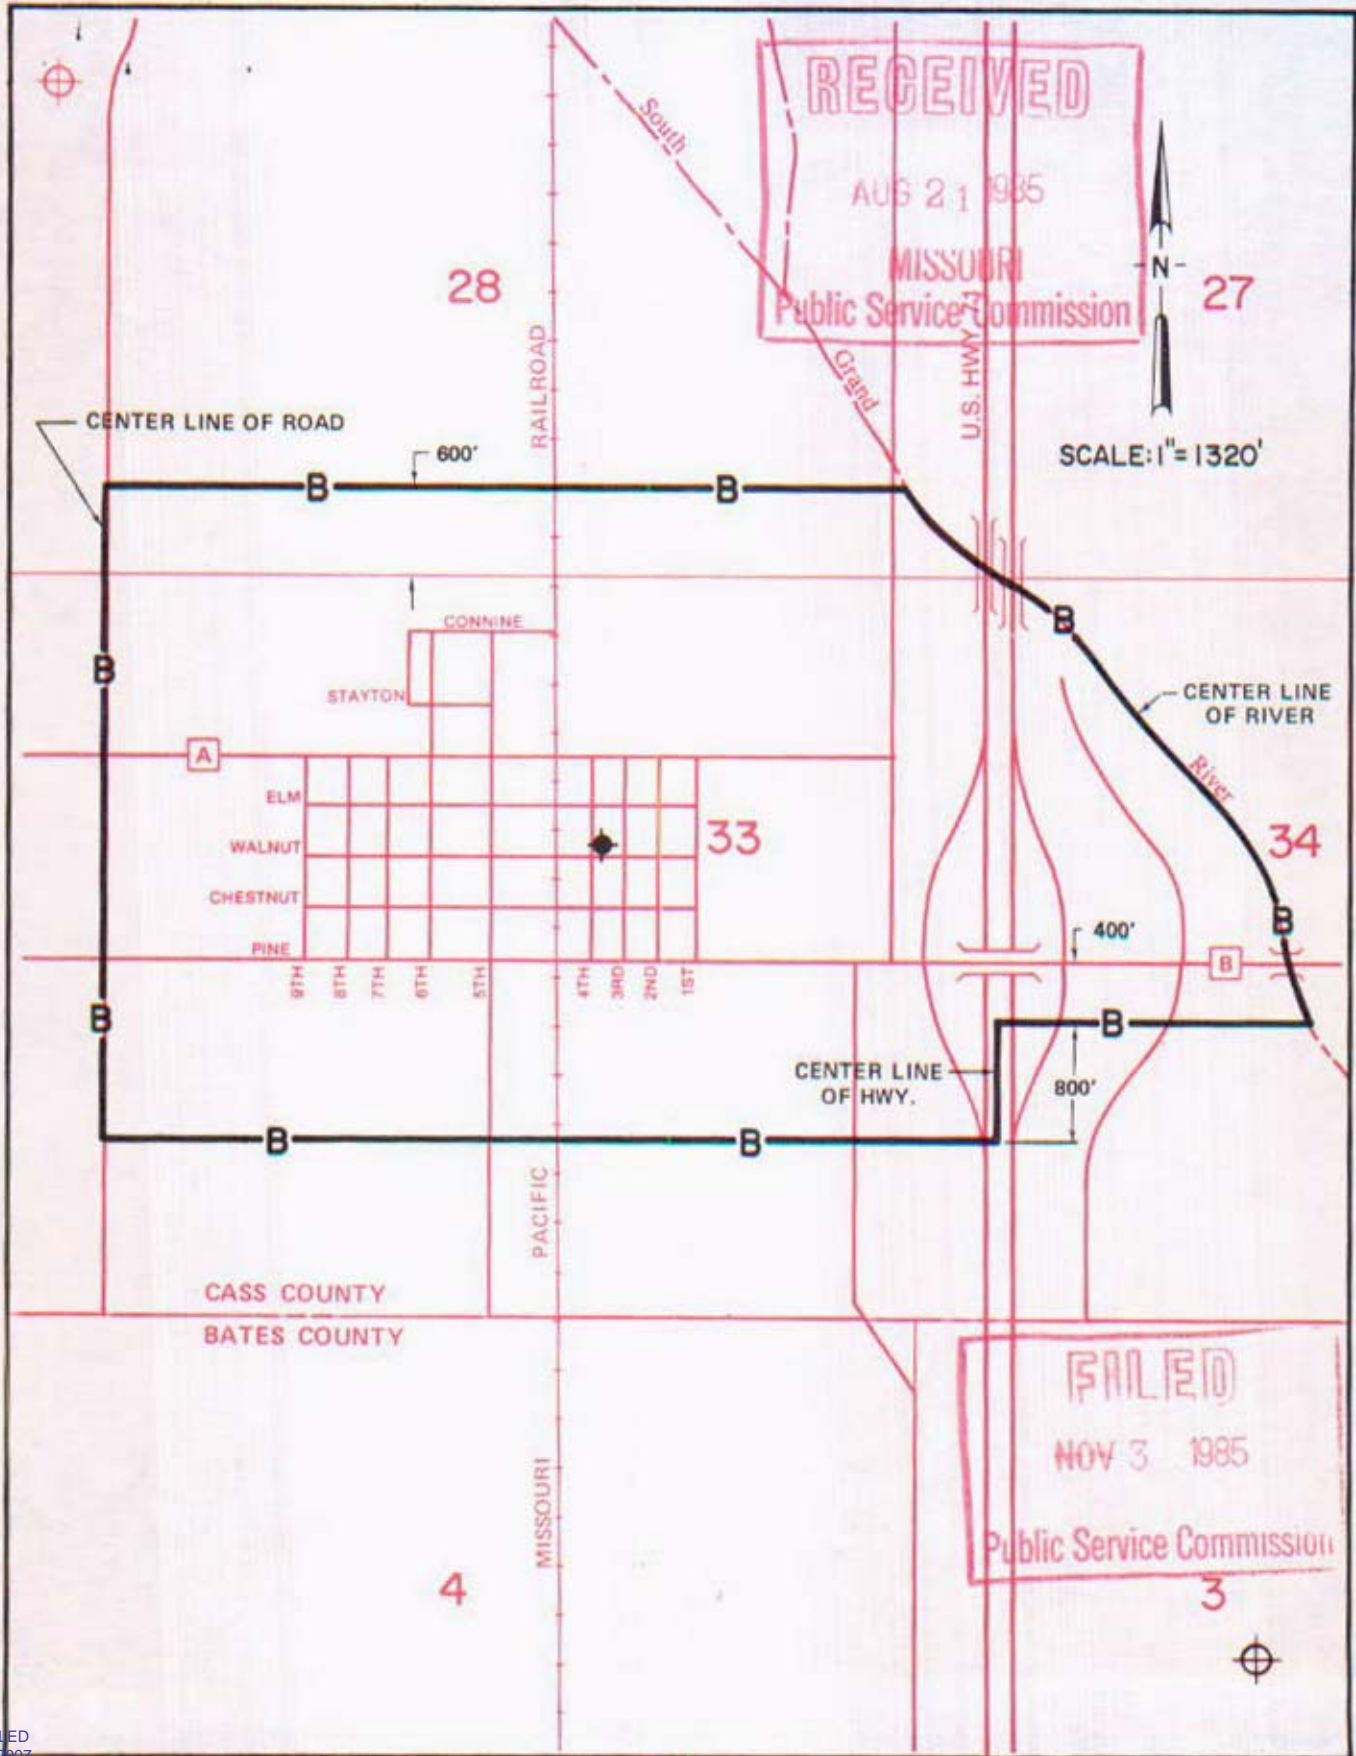 RECEIVED
AUG 21 1985
MISSOURI
Public Service Commission
South
Grand
N
28
27
RAILROAD
U.S. HWY. 71
CENTER LINE OF ROAD
600'
SCALE: 1" = 1320'
B
B
B
B
CONNINE
STAYTON
CENTER LINE
OF RIVER
River
A
ELM
WALNUT
CHESTNUT
PINE
33
34
B
400'
B
9TH
8TH
7TH
6TH
5TH
4TH
3RD
2ND
1ST
B
B
CENTER LINE
OF HWY.
800'
B
B
PACIFIC
CASS COUNTY
BATES COUNTY
MISSOURI
FILED
NOV 3 1985
Public Service Commission
4
3